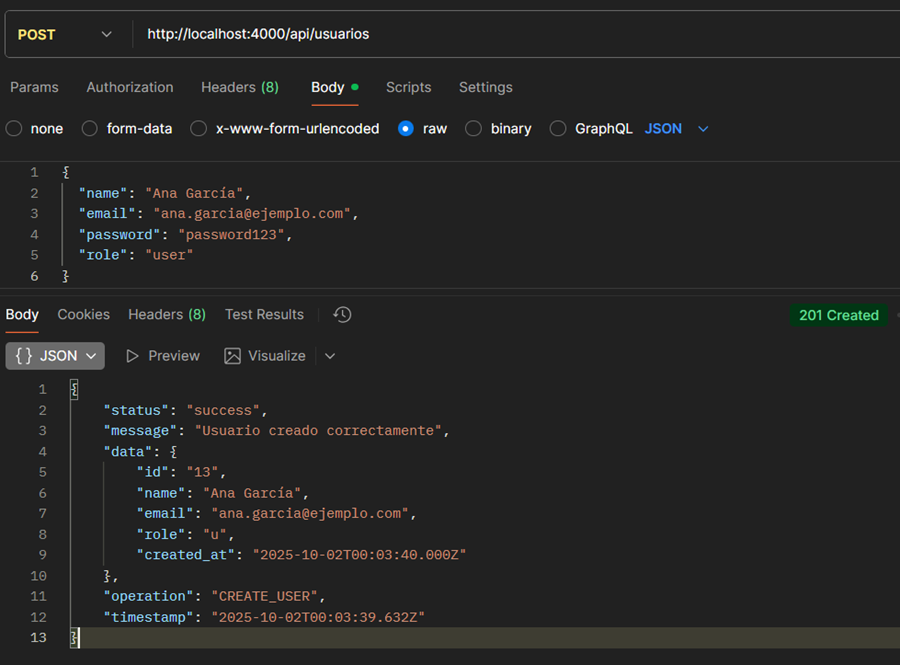 POST http://localhost:4000/api/usuarios
Params Authorization Headers (8) Body Scripts Settings
none form-data x-www-form-urlencoded raw binary GraphQL JSON
1 {
2 "name": "Ana García",
3 "email": "ana.garcia@ejemplo.com",
4 "password": "password123",
5 "role": "user"
6 }
Body Cookies Headers (8) Test Results 201 Created
{} JSON Preview Visualize
1 {
2 "status": "success",
3 "message": "Usuario creado correctamente",
4 "data": {
5 "id": "13",
6 "name": "Ana García",
7 "email": "ana.garcia@ejemplo.com",
8 "role": "u",
9 "created_at": "2025-10-02T00:03:40.000Z"
10 },
11 "operation": "CREATE_USER",
12 "timestamp": "2025-10-02T00:03:39.632Z"
13 }